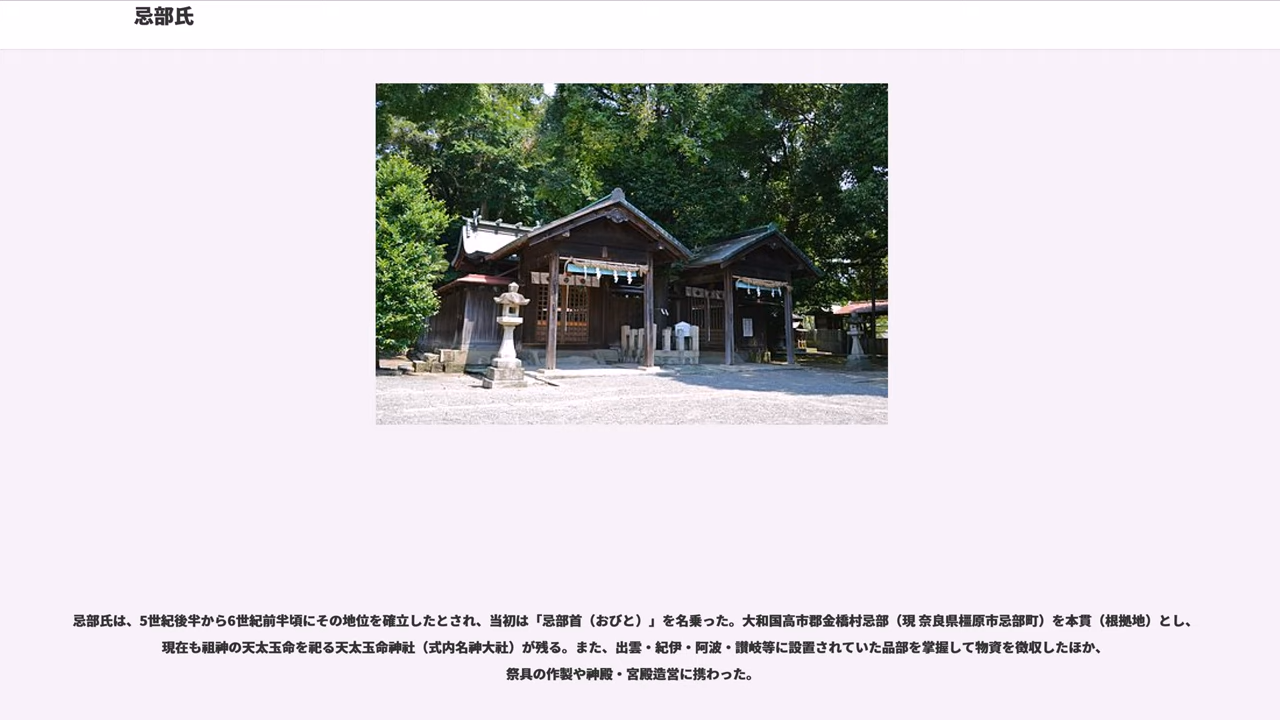 忌部氏
忌部氏は、5世紀後半から6世紀前半頃にその地位を確立したとされ、当初は「忌部首（おびと）」を名乗った。大和国高市郡金橋村忌部（現 奈良県橿原市忌部町）を本貫（根拠地）とし、
現在も祖神の天太玉命を祀る天太玉命神社（式内名神大社）が残る。また、出雲・紀伊・阿波・讃岐等に設置されていた品部を掌握して物資を徴収したほか、
祭具の作製や神殿・宮殿造営に携わった。